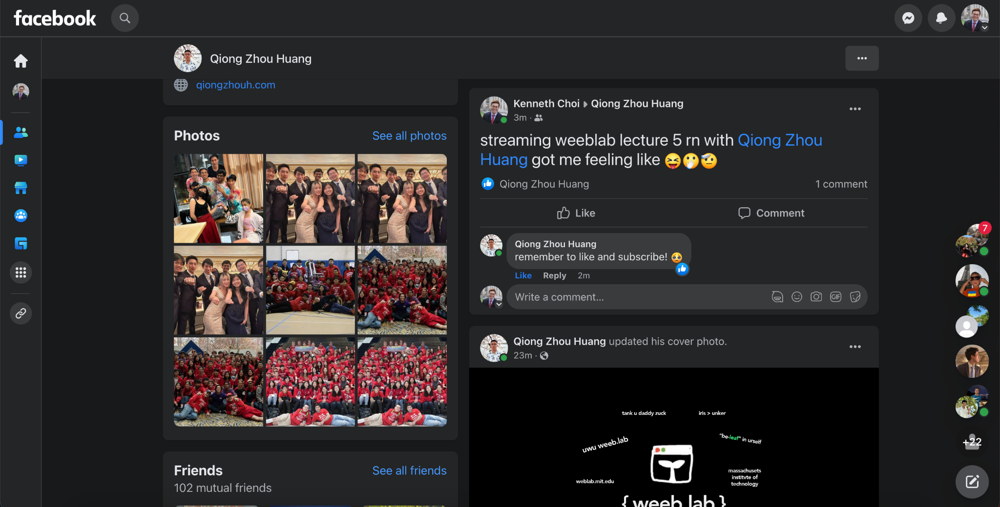 facebook
Qiong Zhou Huang
qiongzhouh.com
Photos
See all photos
Friends
See all friends
102 mutual friends
Kenneth Choi Qiong Zhou Huang
3m ·
streaming weeblab lecture 5 rn with Qiong Zhou
Huang got me feeling like 😝🤭🤕
Qiong Zhou Huang
1 comment
Like
Comment
Qiong Zhou Huang
remember to like and subscribe! 🥺
Like Reply 2m
Write a comment...
GIF
Qiong Zhou Huang updated his cover photo.
23m ·
tank u daddy zuck
iris > unker
uwu weeb.lab
"be-leaf" in urself
weblab.mit.edu
massachusets
institvte of
technology
{ weeb lab }
7
+22